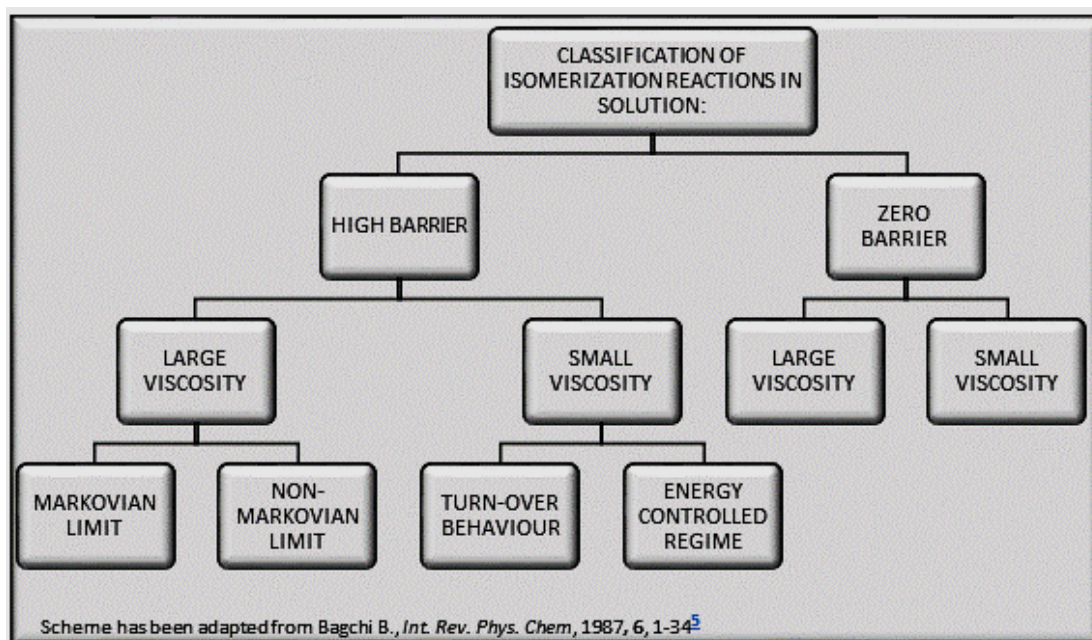 CLASSIFICATION OF
ISOMERIZATION REACTIONS IN
SOLUTION:
HIGH BARRIER
ZERO
BARRIER
LARGE
VISCOSITY
SMALL
VISCOSITY
LARGE
VISCOSITY
SMALL
VISCOSITY
MARKOVIAN
LIMIT
NON-
MARKOVIAN
LIMIT
TURN-OVER
BEHAVIOUR
ENERGY
CONTROLLED
REGIME
Scheme has been adapted from Bagchi B., Int. Rev. Phys. Chem, 1987, 6, 1-34⁵